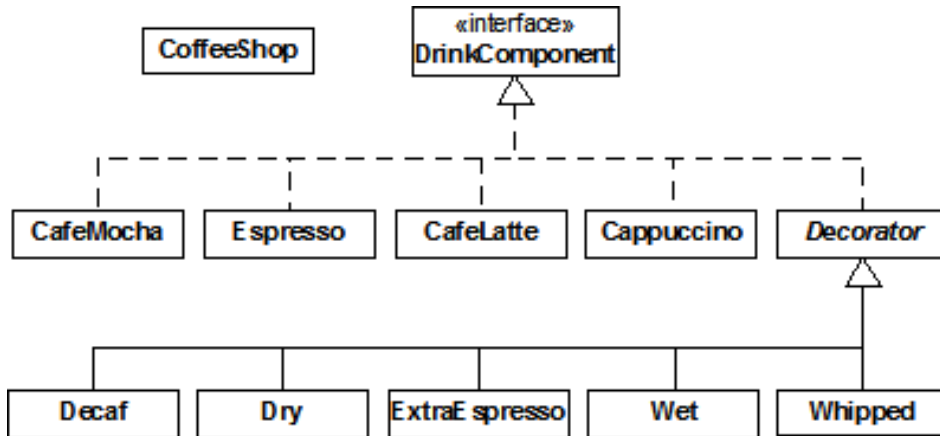 «interface»
CoffeeShop
DrinkComponent
CafeMocha
Espresso
CafeLatte
Cappuccino
Decorator
Decaf
Dry
ExtraEspresso
Wet
Whipped